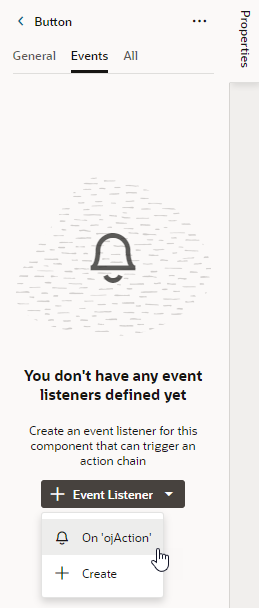 Button
Properties
General Events All
You don't have any event
listeners defined yet
Create an event listener for this
component that can trigger an
action chain
Event Listener
On 'ojAction'
Create